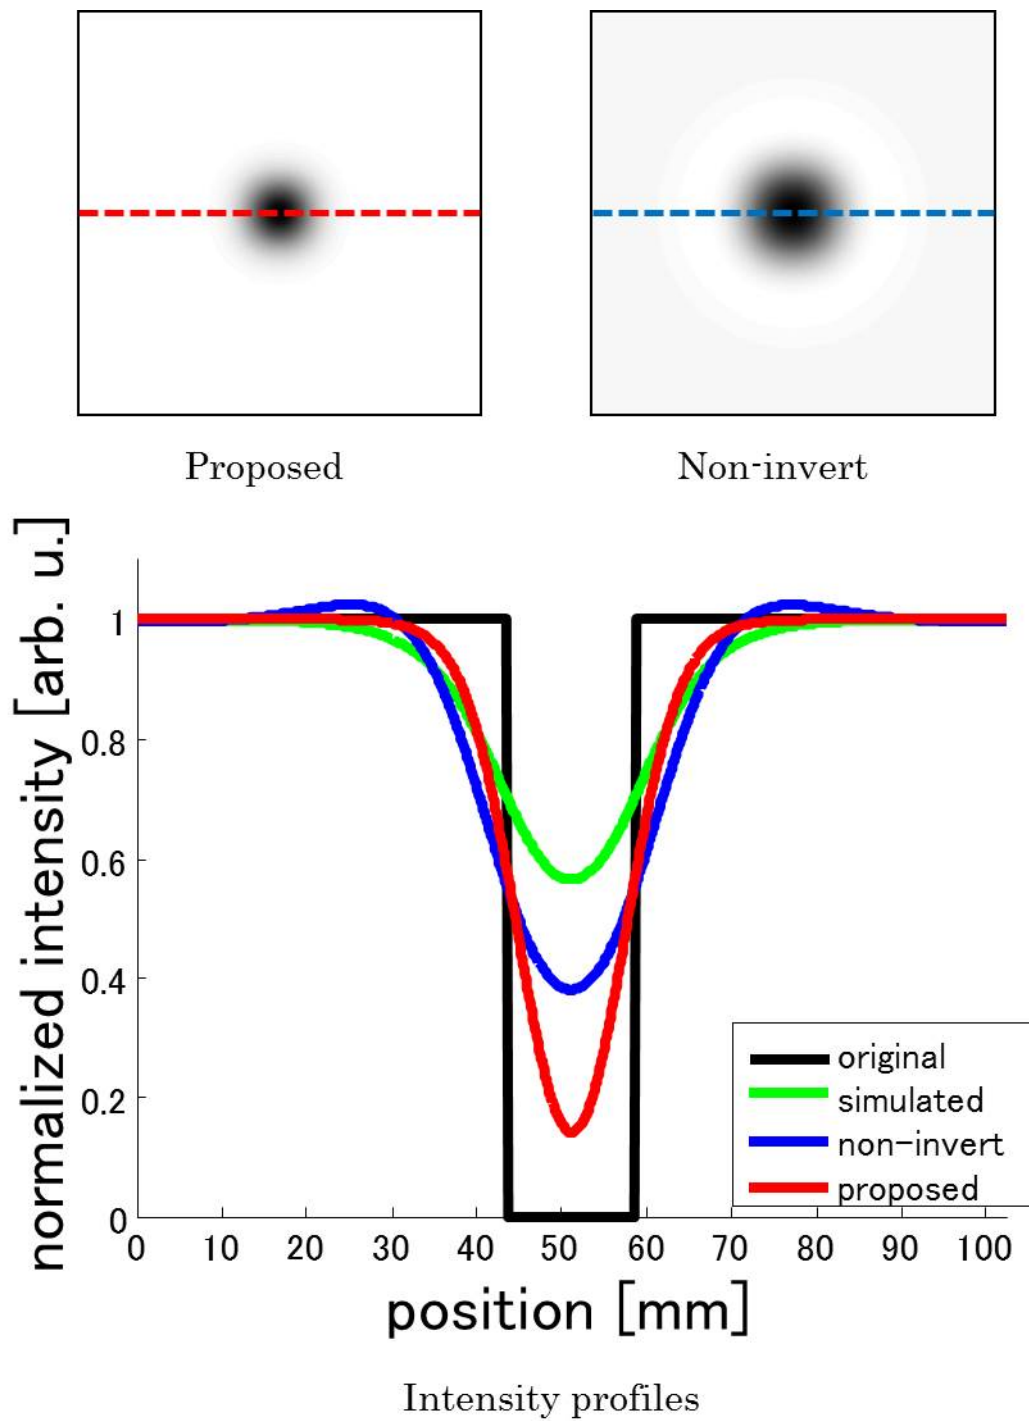 Proposed
Non-invert
normalized intensity [arb. u.]
1
0.8
0.6
0.4
0.2
0
0 10 20 30 40 50 60 70 80 90 100
original
simulated
non-invert
proposed
position [mm]
Intensity profiles